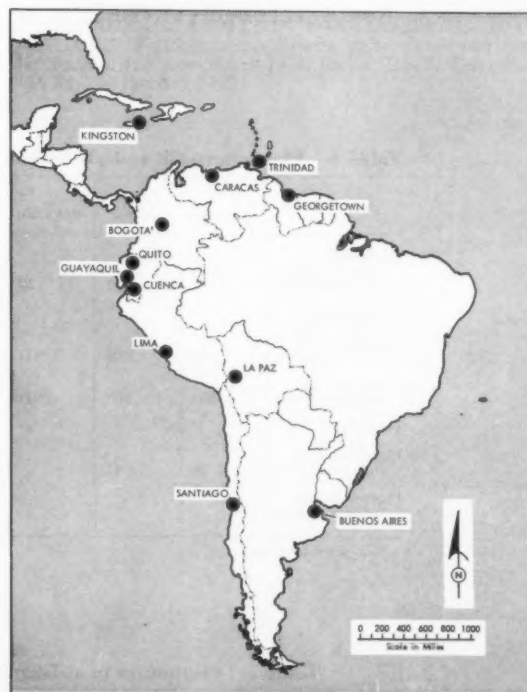 KINGSTON
TRINIDAD
CARACAS
GEORGETOWN
BOGOTA'
QUITO
GUAYAQUIL
CUENCA
LIMA
LA PAZ
SANTIAGO
BUENOS AIRES
N
0 200 400 600 800 1000
Scale in Miles